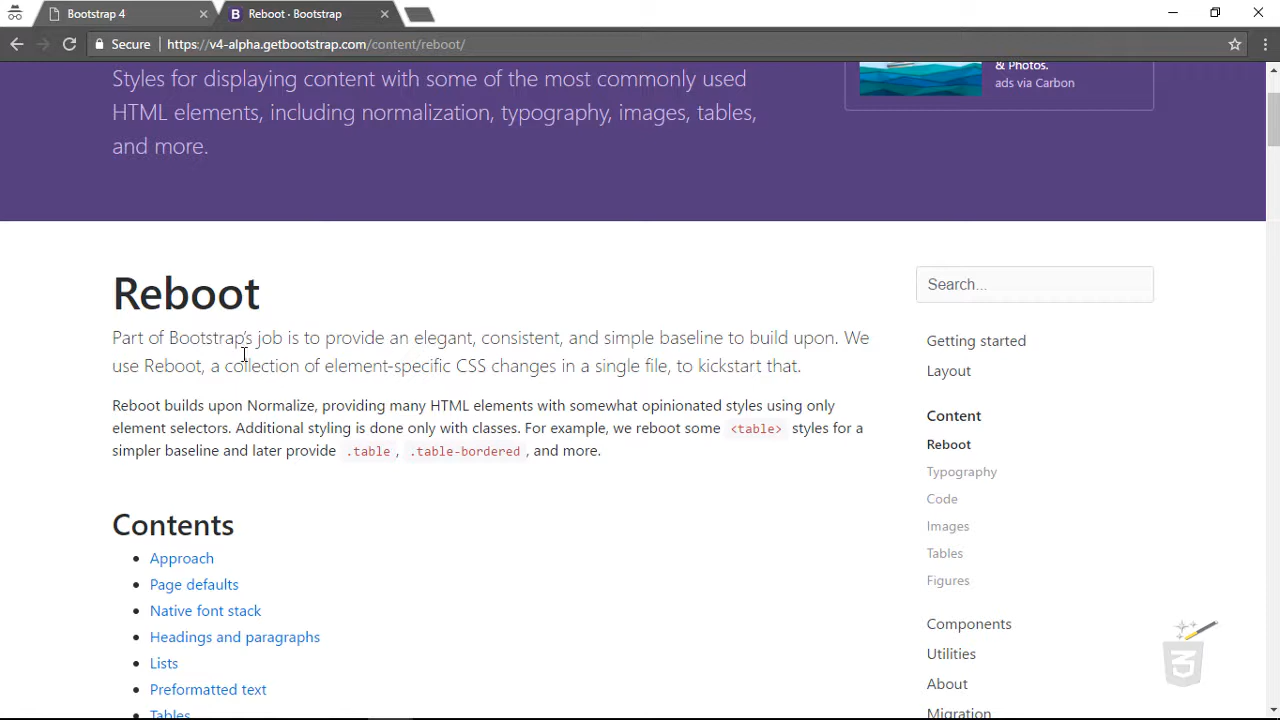 Bootstrap 4
Reboot · Bootstrap
Secure
https://v4-alpha.getbootstrap.com/content/reboot/
Styles for displaying content with some of the most commonly used
HTML elements, including normalization, typography, images, tables,
and more.
& Photos.
ads via Carbon
Reboot
Part of Bootstrap's job is to provide an elegant, consistent, and simple baseline to build upon. We
use Reboot, a collection of element-specific CSS changes in a single file, to kickstart that.
Reboot builds upon Normalize, providing many HTML elements with somewhat opinionated styles using only
element selectors. Additional styling is done only with classes. For example, we reboot some <table> styles for a
simpler baseline and later provide .table, .table-bordered, and more.
Contents
Approach
Page defaults
Native font stack
Headings and paragraphs
Lists
Preformatted text
Tables
Search...
Getting started
Layout
Content
Reboot
Typography
Code
Images
Tables
Figures
Components
Utilities
About
Migration
3